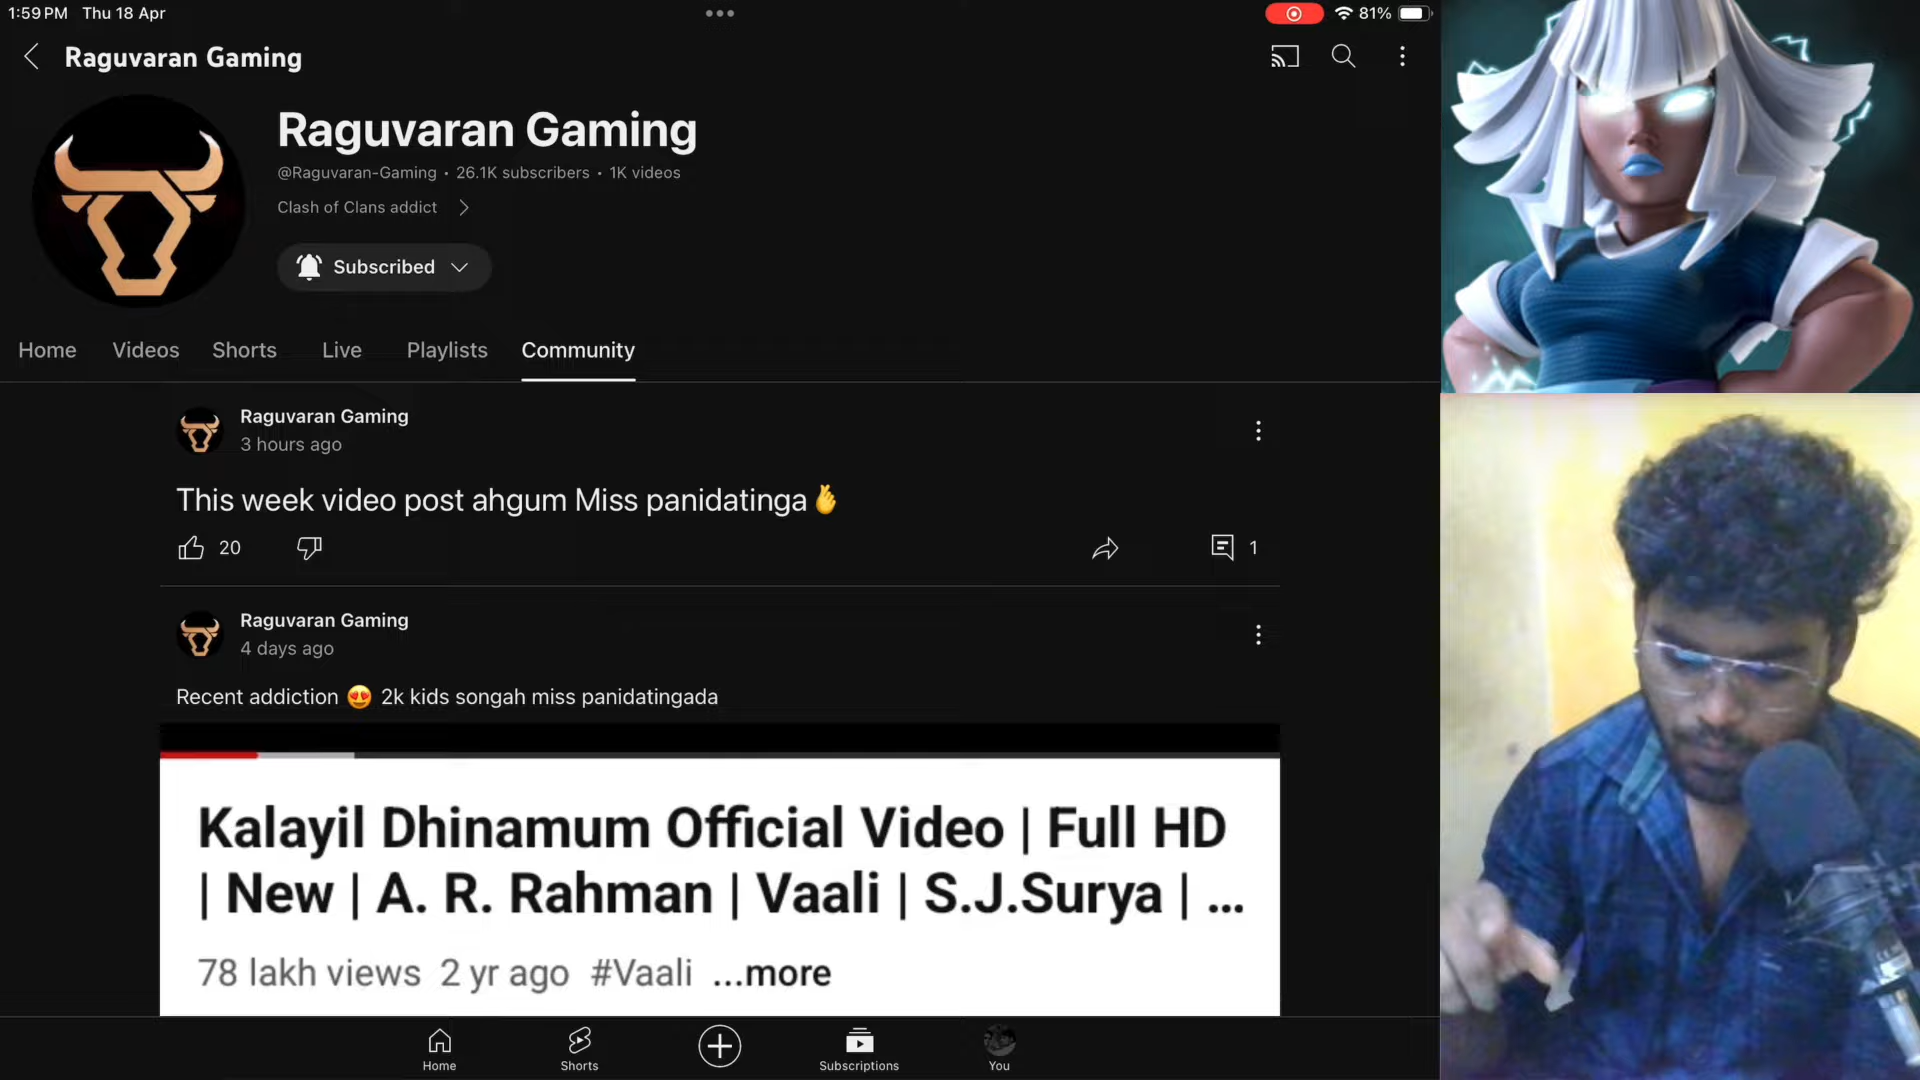 1:59 PM Thu 18 Apr
81%
Raguvaran Gaming
Raguvaran Gaming
@Raguvaran-Gaming • 26.1K subscribers • 1K videos
Clash of Clans addict
Subscribed
Home Videos Shorts Live Playlists Community
Raguvaran Gaming
3 hours ago
This week video post ahgum Miss panidatinga🫰
20 1
Raguvaran Gaming
4 days ago
Recent addiction 😍 2k kids songah miss panidatingada
Kalayil Dhinamum Official Video | Full HD
| New | A. R. Rahman | Vaali | S.J.Surya | ...
78 lakh views 2 yr ago #Vaali ...more
Home Shorts Subscriptions You